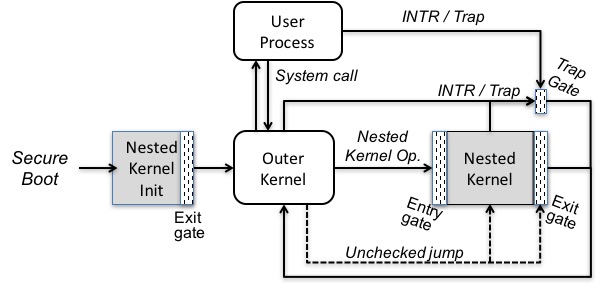 INTR / Trap
User
Process
System call
INTR / Trap
Trap
Gate
Secure
Boot
Nested
Kernel
Init
Exit
gate
Outer
Kernel
Nested
Kernel Op.
Nested
Kernel
Entry
gate
Exit
gate
Unchecked jump